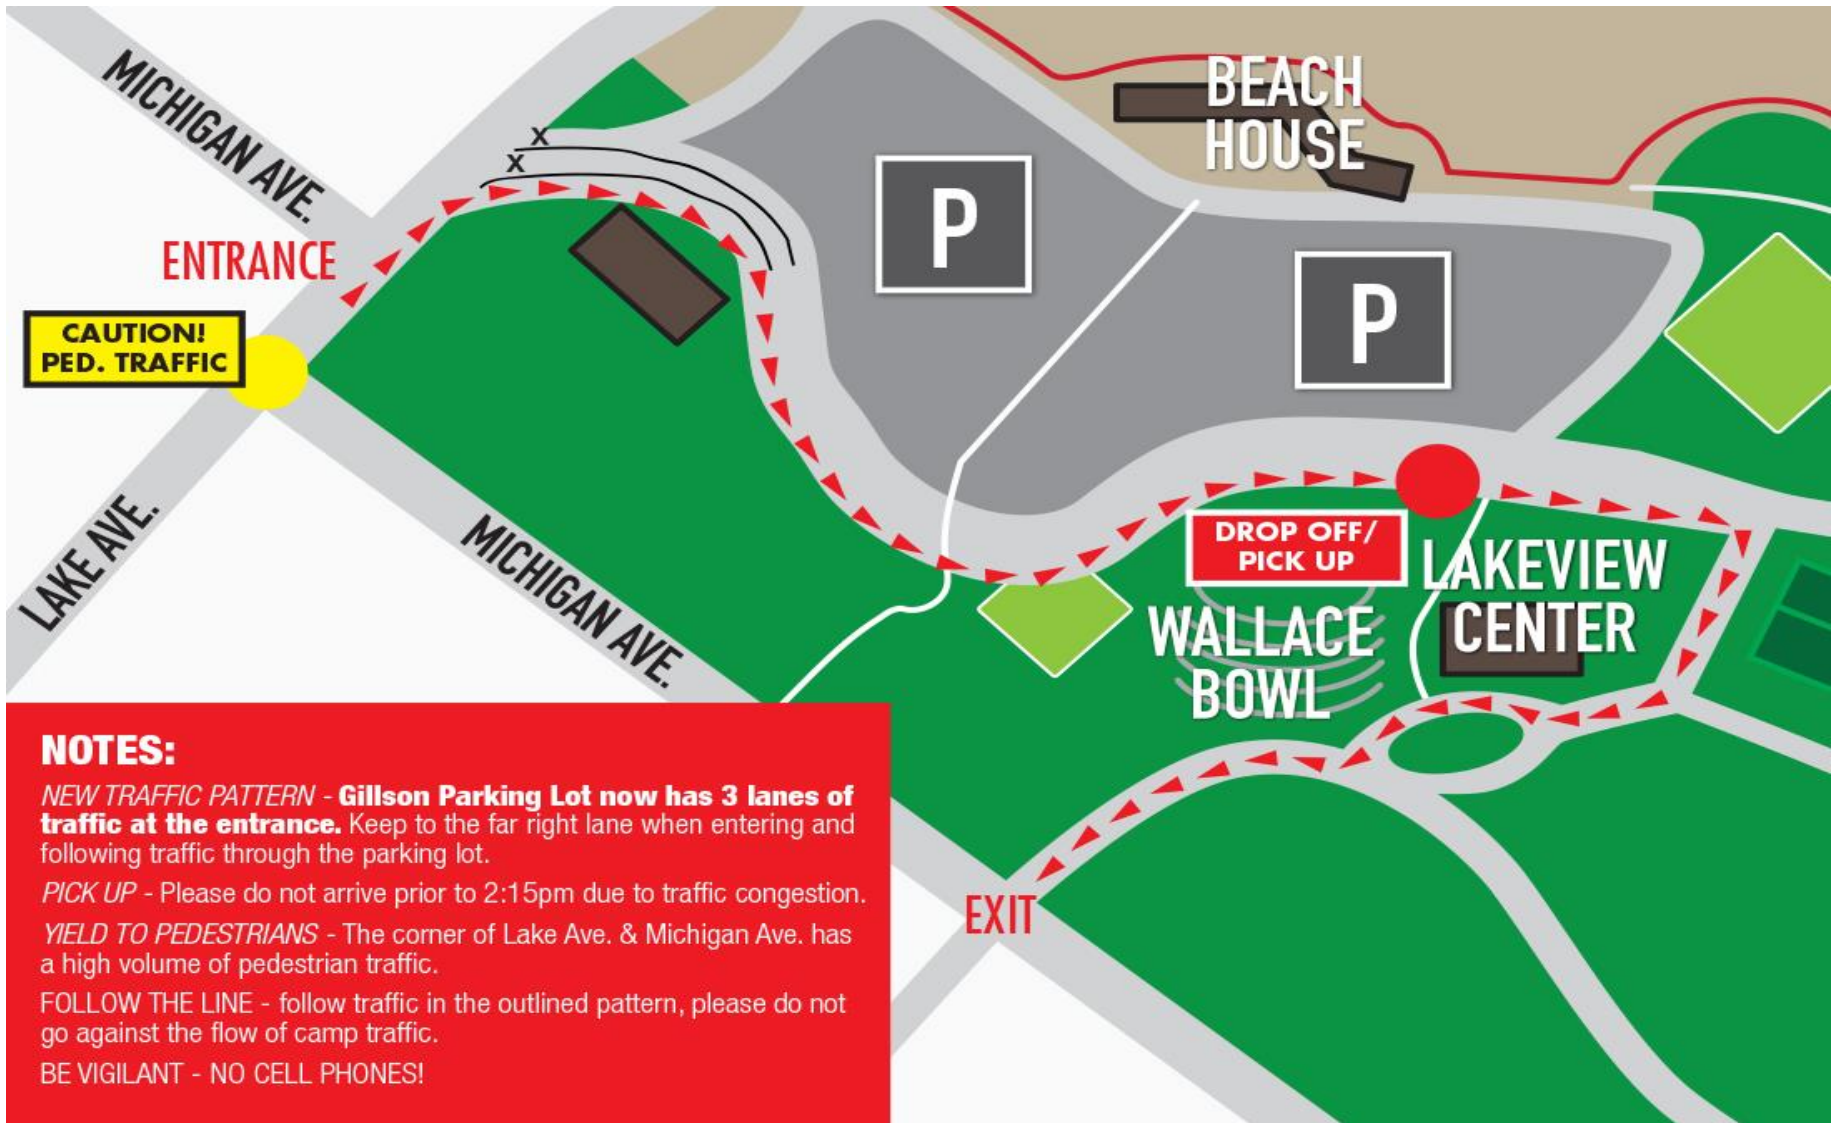 MICHIGAN AVE.
X
X
ENTRANCE
CAUTION!
PED. TRAFFIC
LAKE AVE.
MICHIGAN AVE.
BEACH
HOUSE
P
P
DROP OFF/
PICK UP
LAKEVIEW
CENTER
WALLACE
BOWL
EXIT
NOTES:
NEW TRAFFIC PATTERN - Gillson Parking Lot now has 3 lanes of
traffic at the entrance. Keep to the far right lane when entering and
following traffic through the parking lot.
PICK UP - Please do not arrive prior to 2:15pm due to traffic congestion.
YIELD TO PEDESTRIANS - The corner of Lake Ave. & Michigan Ave. has
a high volume of pedestrian traffic.
FOLLOW THE LINE - follow traffic in the outlined pattern, please do not
go against the flow of camp traffic.
BE VIGILANT - NO CELL PHONES!